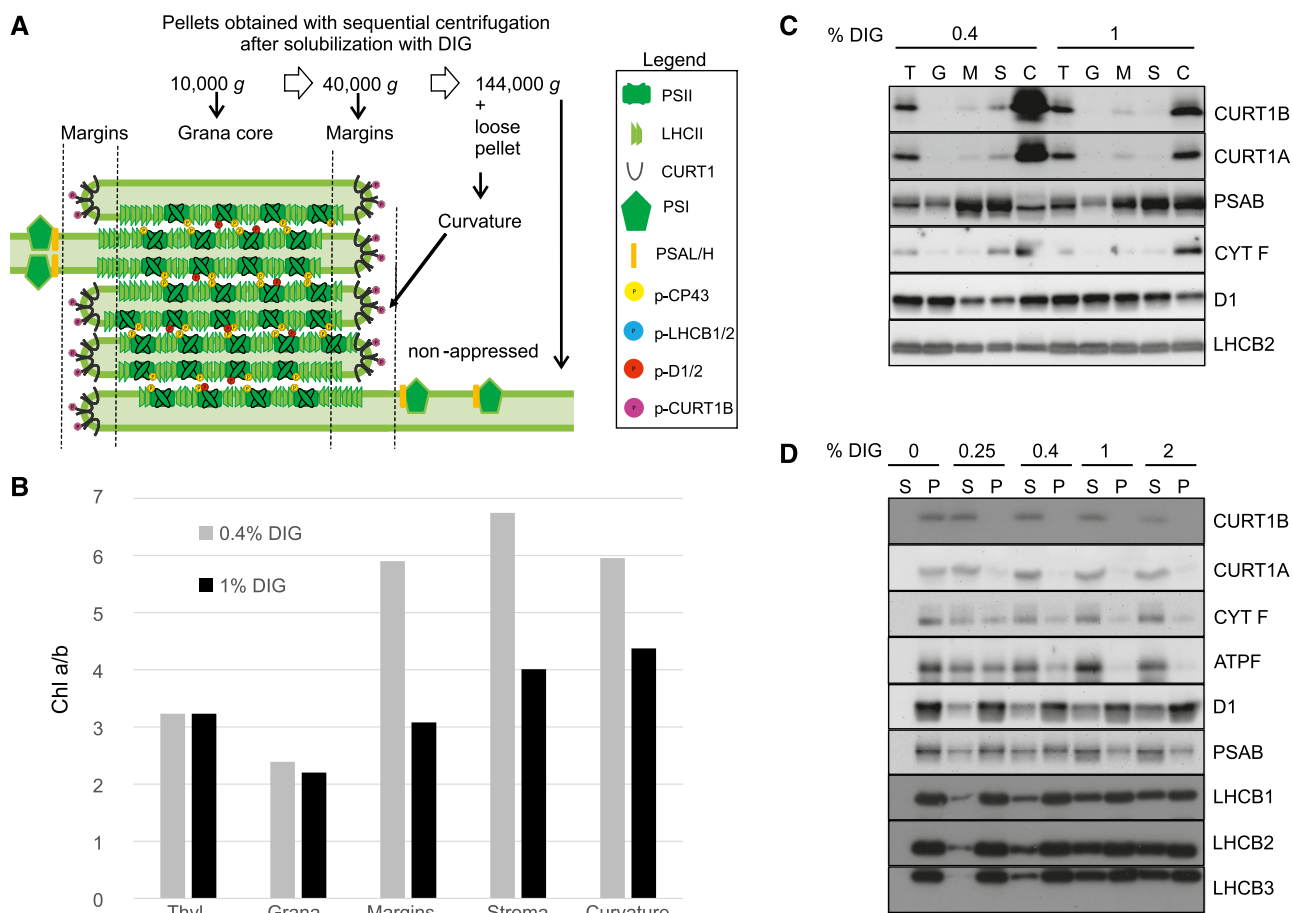 A
Pellets obtained with sequential centrifugation
after solubilization with DIG
10,000 g
40,000 g
144,000 g
+
loose
pellet
Margins
Grana core
Margins
Curvature
non-appressed
Legend
PSII
LHCII
CURT1
PSI
PSAL/H
P p-CP43
P p-LHCB1/2
P p-D1/2
P p-CURT1B
B
Chl a/b
7
6
5
4
3
2
1
0
0.4% DIG
1% DIG
Thyl
Grana
Margins
Stroma
Curvature
C
% DIG 0.4 1
T G M S C T G M S C
CURT1B
CURT1A
PSAB
CYT F
D1
LHCB2
D
% DIG 0 0.25 0.4 1 2
S P S P S P S P S P
CURT1B
CURT1A
CYT F
ATPF
D1
PSAB
LHCB1
LHCB2
LHCB3